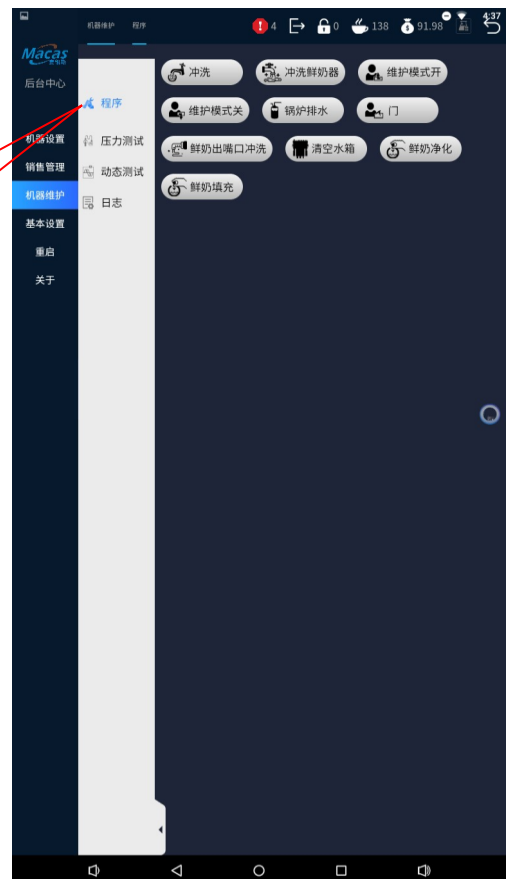 4:37
机器维护 程序
4
0
138
91.98
Macas
后台中心
机器设置
销售管理
机器维护
基本设置
重启
关于
程序
压力测试
动态测试
日志
冲洗 冲洗鲜奶器 维护模式开
维护模式关 锅炉排水 门
鲜奶出嘴口冲洗 清空水箱 鲜奶净化
鲜奶填充